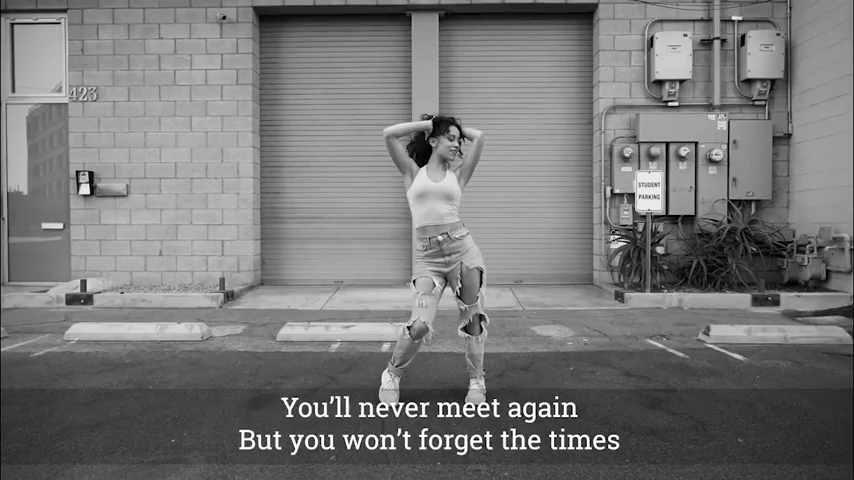 423
STUDENT
PARKING
You'll never meet again
But you won't forget the times